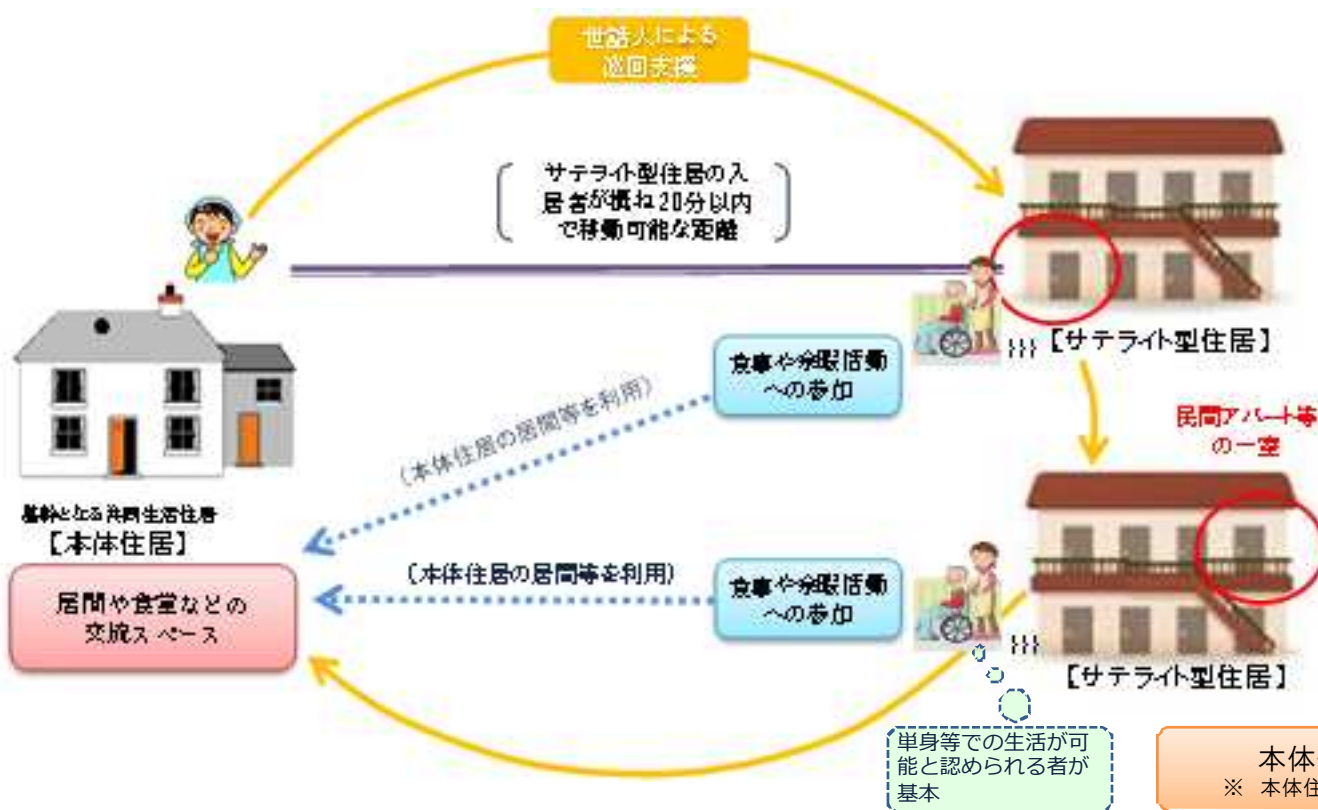 世話人による
巡回支援
サテライト型住居の入
居者が概ね20分以内
で移動可能な距離
【サテライト型住居】
食事や余暇活動
への参加
(本体住居の居間等を利用)
民間アパート等
の一室
基幹となる共同生活住居
【本体住居】
居間や食堂などの
交流スペース
(本体住居の居間等を利用)
食事や余暇活動
への参加
【サテライト型住居】
単身等での生活が可
能と認められる者が
基本
本体
※ 本体住